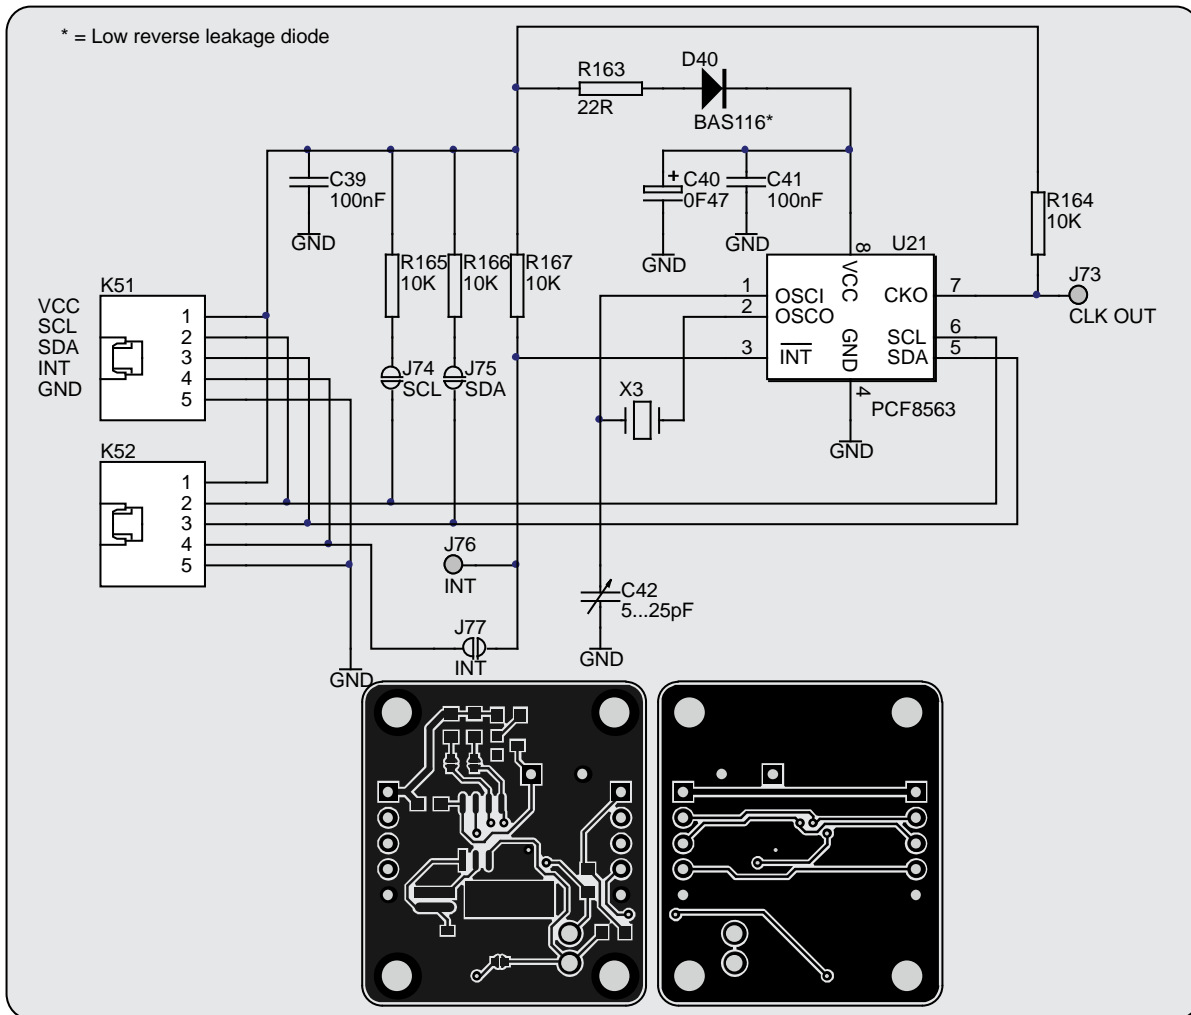 * = Low reverse leakage diode
R163
22R
D40
BAS116*
C39
100nF
GND
+
C40
0F47
GND
C41
100nF
GND
R164
10K
R165
10K
R166
10K
R167
10K
8
U21
VCC
1
OSCI
2
OSCO
3
INT
GND
4
CKO
7
SCL
6
SDA
5
PCF8563
GND
J73
CLK OUT
K51
VCC
SCL
SDA
INT
GND
1
2
3
4
5
J74
SCL
J75
SDA
X3
K52
1
2
3
4
5
J76
INT
C42
5...25pF
GND
J77
INT
GND